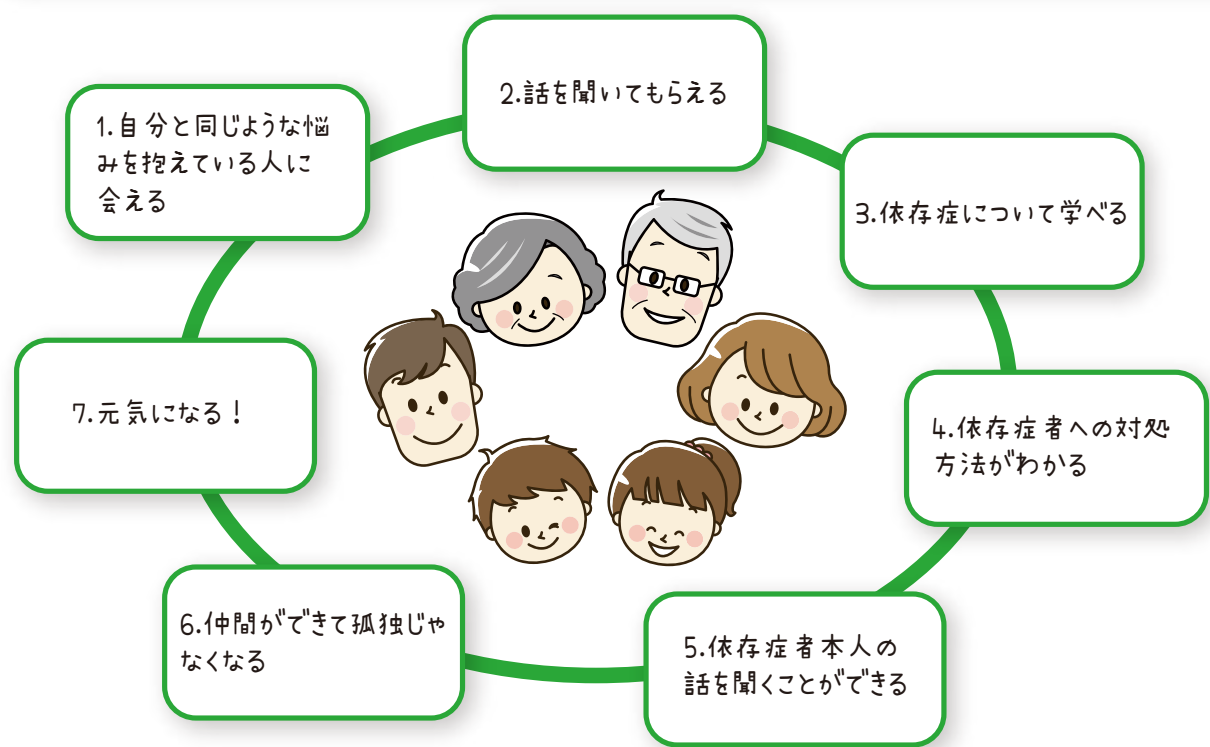 1.自分と同じような悩
みを抱えている人に
会える
2.話を聞いてもらえる
3.依存症について学べる
4.依存症者への対処
方法がわかる
5.依存症者本人の
話を聞くことができる
6.仲間ができて孤独じゃ
なくなる
7.元気になる！